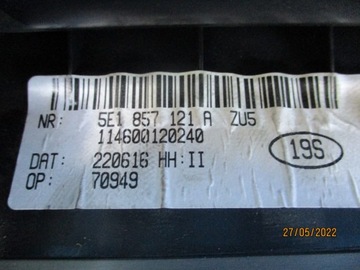 NR: 5E1 857 121 A ZU5
114600120240
DAT: 220616 HH:II
OP: 70949
19S
27/05/2022